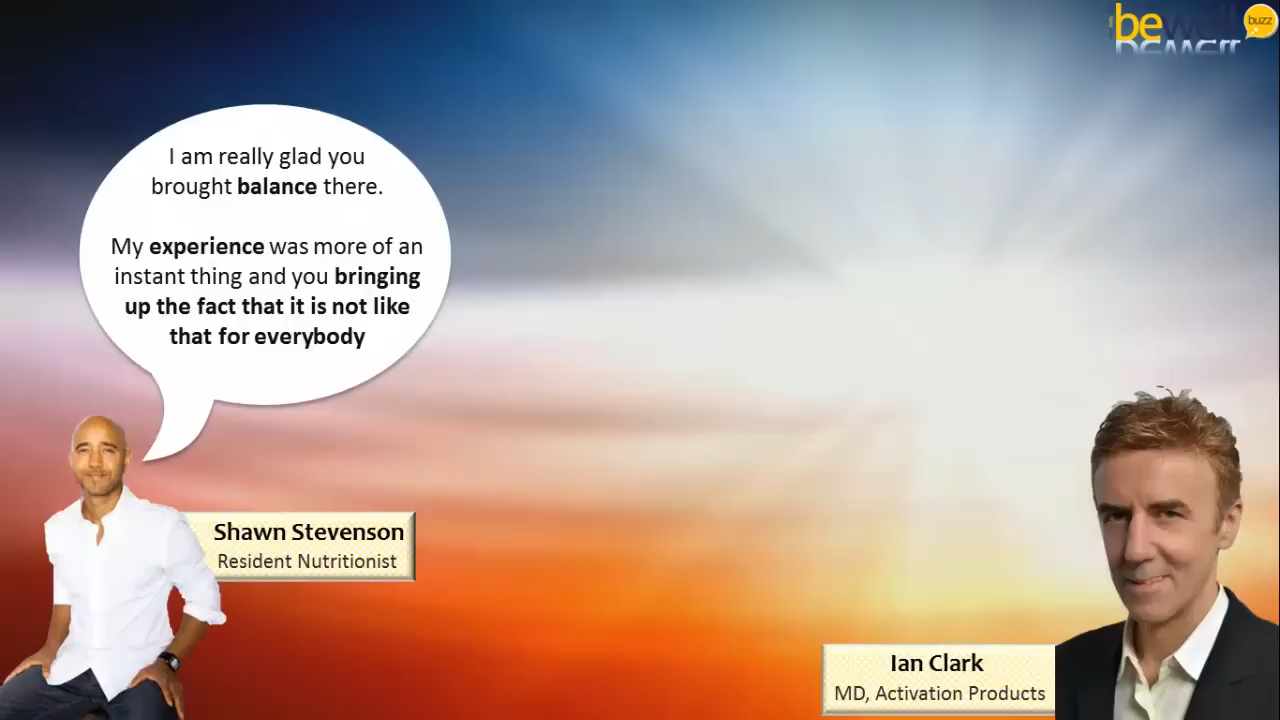 bewell
buzz
I am really glad you
brought balance there.
My experience was more of an
instant thing and you bringing
up the fact that it is not like
that for everybody
Shawn Stevenson
Resident Nutritionist
Ian Clark
MD, Activation Products